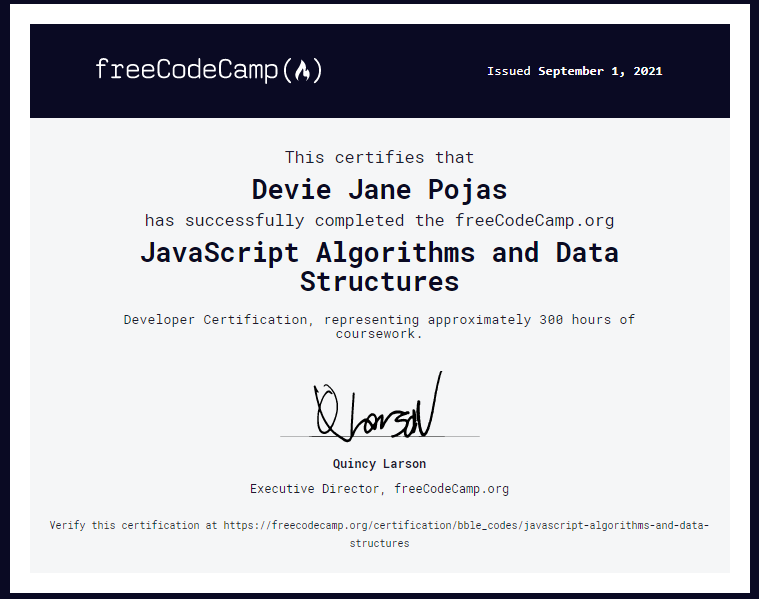 freeCodeCamp(🔥)
Issued September 1, 2021
This certifies that
Devie Jane Pojas
has successfully completed the freeCodeCamp.org
JavaScript Algorithms and Data
Structures
Developer Certification, representing approximately 300 hours of
coursework.
QLarson
Quincy Larson
Executive Director, freeCodeCamp.org
Verify this certification at https://freecodecamp.org/certification/bble_codes/javascript-algorithms-and-data-
structures